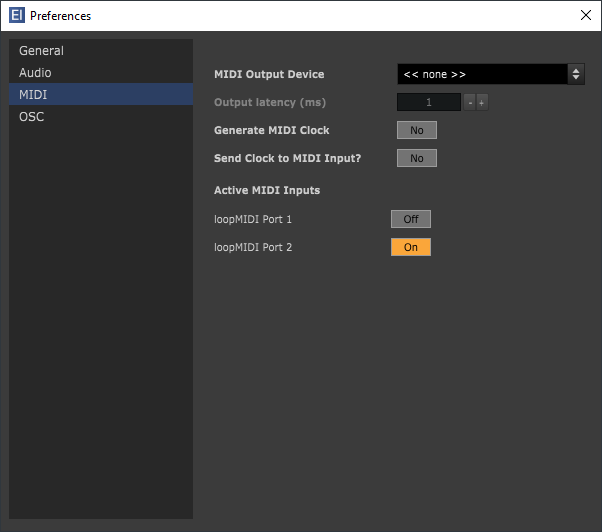 EI Preferences
General
Audio
MIDI
OSC
MIDI Output Device << none >>
Output latency (ms) 1 - +
Generate MIDI Clock No
Send Clock to MIDI Input? No
Active MIDI Inputs
loopMIDI Port 1 Off
loopMIDI Port 2 On